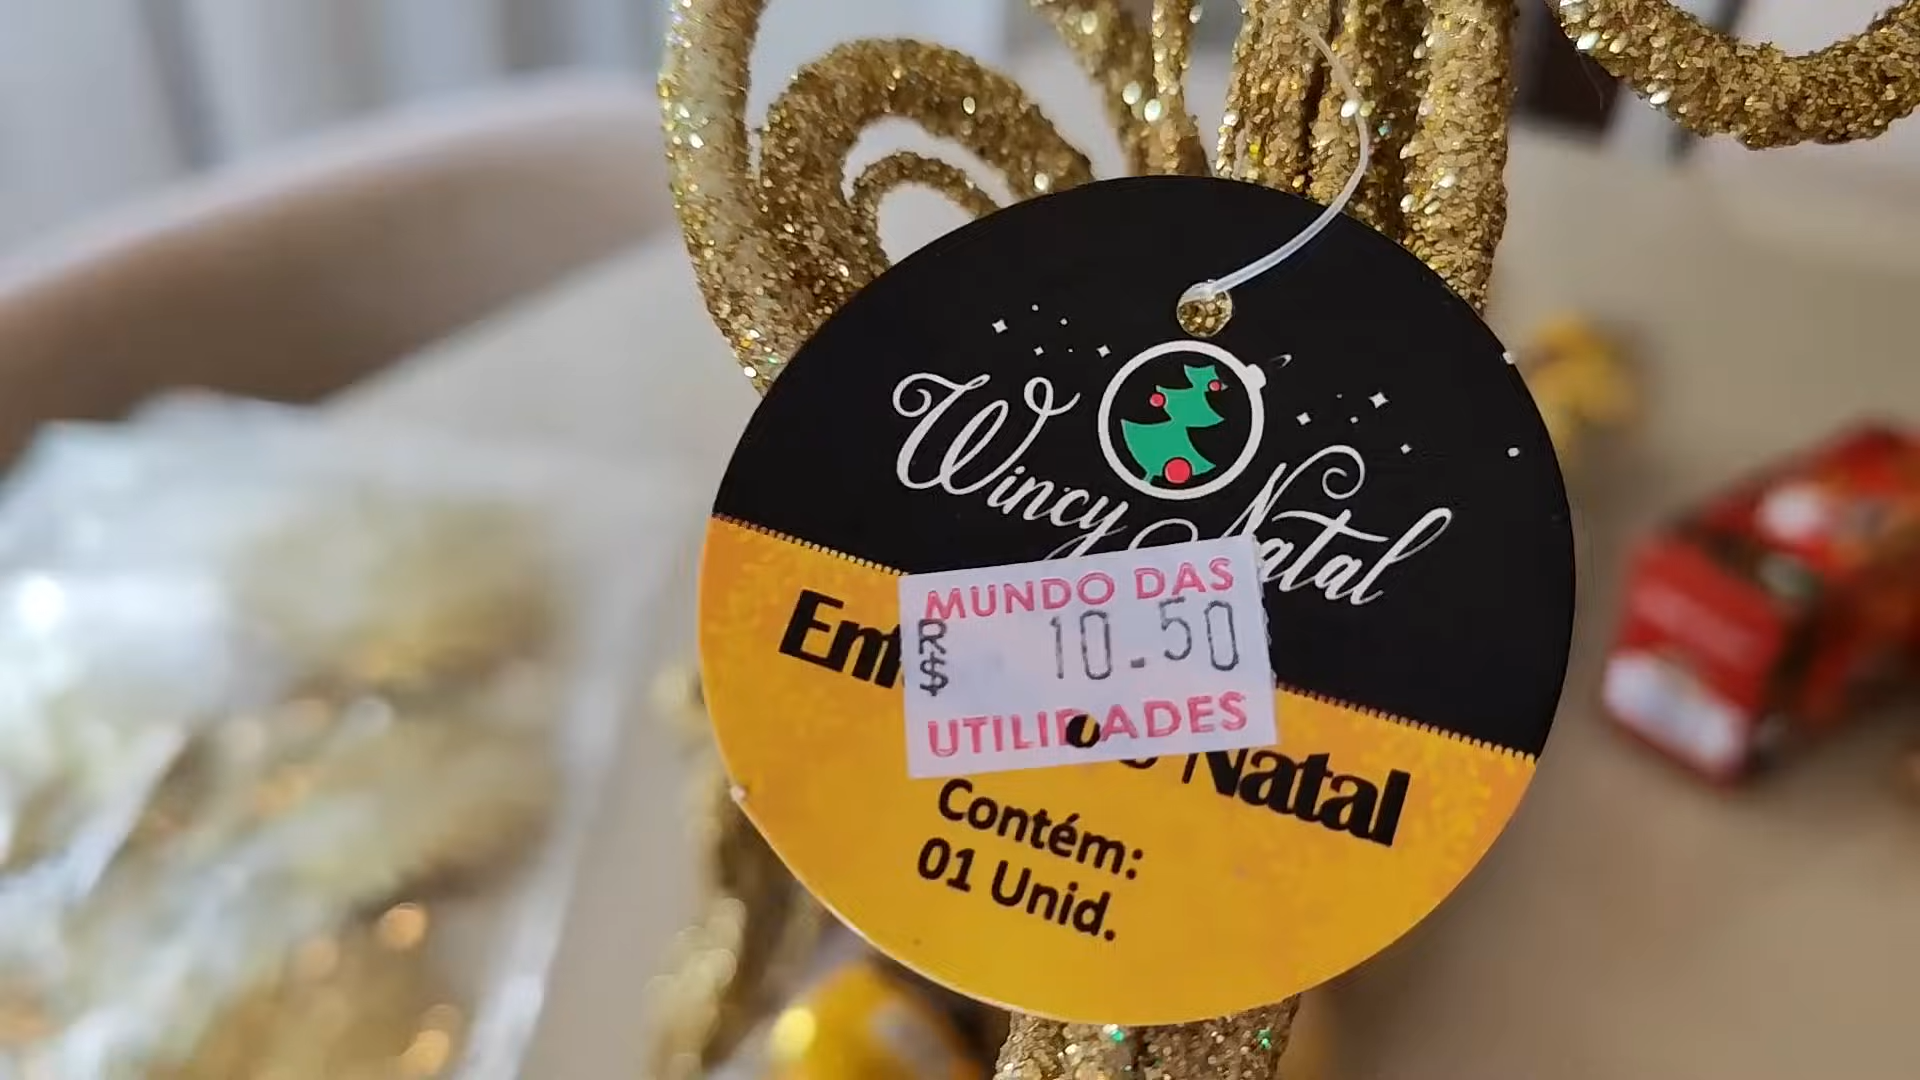 Wincy Natal
MUNDO DAS
R$ 10.50
UTILIDADES
Natal
Contém:
01 Unid.